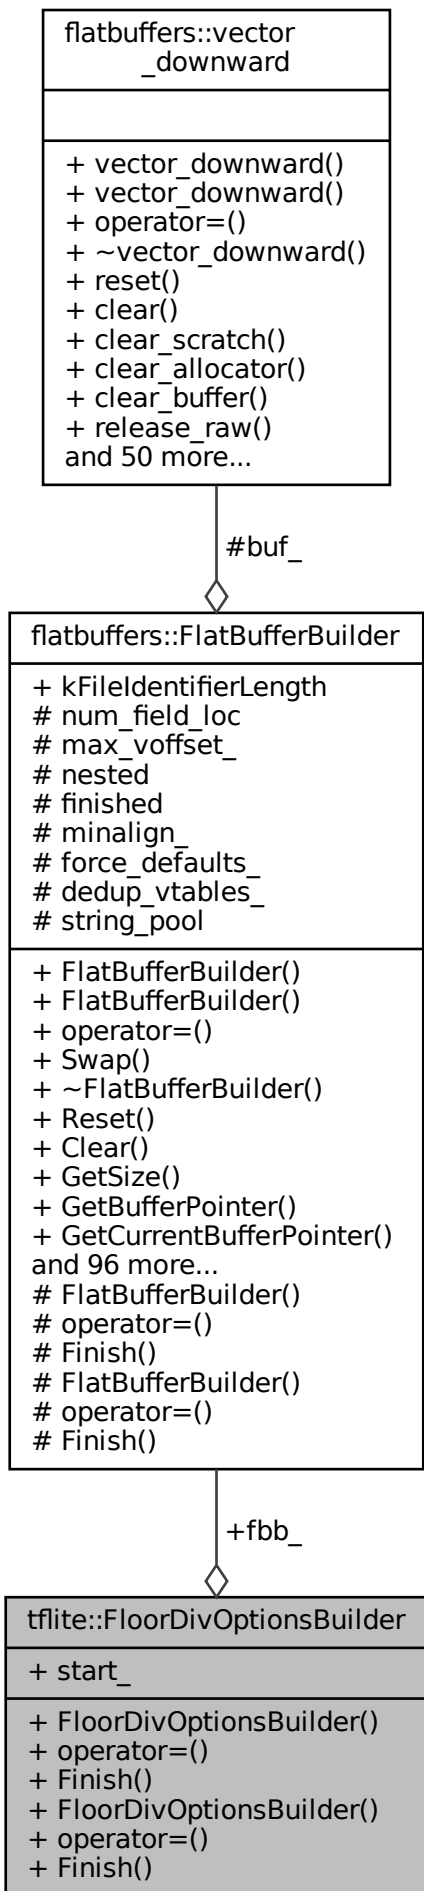 flatbuffers::vector
_downward
+ vector_downward()
+ vector_downward()
+ operator=()
+ ~vector_downward()
+ reset()
+ clear()
+ clear_scratch()
+ clear_allocator()
+ clear_buffer()
+ release_raw()
and 50 more...
#buf_
flatbuffers::FlatBufferBuilder
+ kFileIdentifierLength
# num_field_loc
# max_voffset_
# nested
# finished
# minalign_
# force_defaults_
# dedup_vtables_
# string_pool
+ FlatBufferBuilder()
+ FlatBufferBuilder()
+ operator=()
+ Swap()
+ ~FlatBufferBuilder()
+ Reset()
+ Clear()
+ GetSize()
+ GetBufferPointer()
+ GetCurrentBufferPointer()
and 96 more...
# FlatBufferBuilder()
# operator=()
# Finish()
# FlatBufferBuilder()
# operator=()
# Finish()
+fbb_
tflite::FloorDivOptionsBuilder
+ start_
+ FloorDivOptionsBuilder()
+ operator=()
+ Finish()
+ FloorDivOptionsBuilder()
+ operator=()
+ Finish()